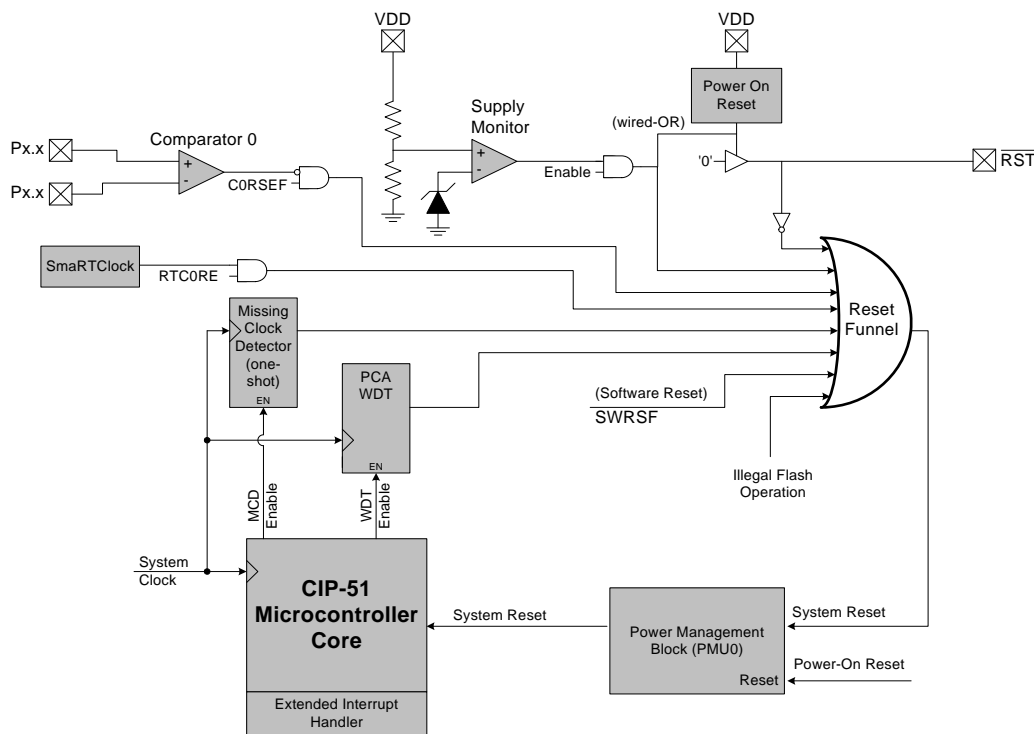 VDD
VDD
Power On
Reset
Supply
Monitor
(wired-OR)
Comparator 0
Px.x
+
-
Px.x
C0RSEF
+
-
Enable
'0'
RST
SmaRTClock
RTC0RE
Missing
Clock
Detector
(one-
shot)
EN
PCA
WDT
EN
Reset
Funnel
(Software Reset)
SWRSF
Illegal Flash
Operation
MCD
Enable
WDT
Enable
System
Clock
CIP-51
Microcontroller
Core
Extended Interrupt
Handler
System Reset
Power Management
Block (PMU0)
Reset
System Reset
Power-On Reset